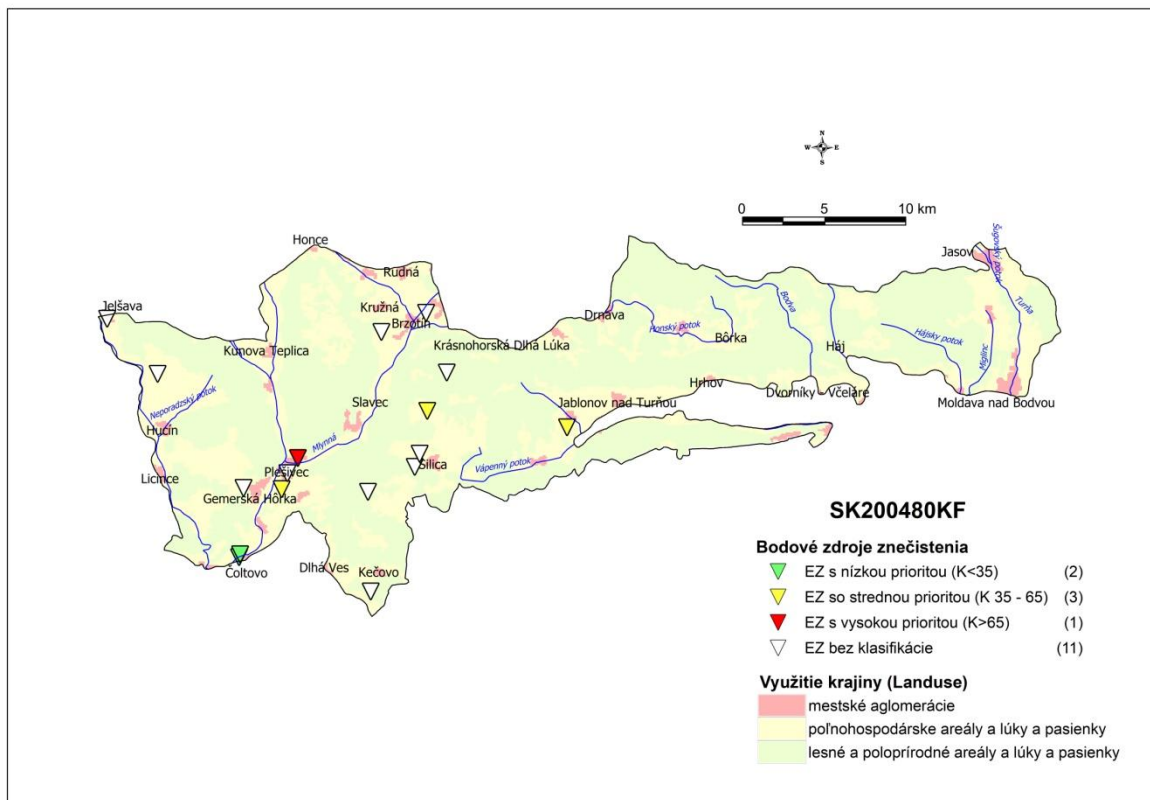 N
W E
S
0 5 10 km
Šugovský potok
Jasov
Honce
Rudná
Turňa
Jelšava
Kružná
Brzotín
Drnava
Honský potok
Bodva
Bôrka
Hájsky potok
Miglinc
Krásnohorská Dlhá Lúka
Kunova Teplica
Háj
Neporadzský potok
Hrhov
Dvorníky - Včeláre
Moldava nad Bodvou
Slavec
Jablonov nad Turňou
Hucín
Mlynná
Silica
Vápenný potok
Plešivec
Licince
Gemerská Hôrka
Čoltovo
Dlhá Ves
Kečovo
SK200480KF
Bodové zdroje znečistenia
EZ s nízkou prioritou (K<35) (2)
EZ so strednou prioritou (K 35 - 65) (3)
EZ s vysokou prioritou (K>65) (1)
EZ bez klasifikácie (11)
Využitie krajiny (Landuse)
mestské aglomerácie
poľnohospodárske areály a lúky a pasienky
lesné a poloprírodné areály a lúky a pasienky